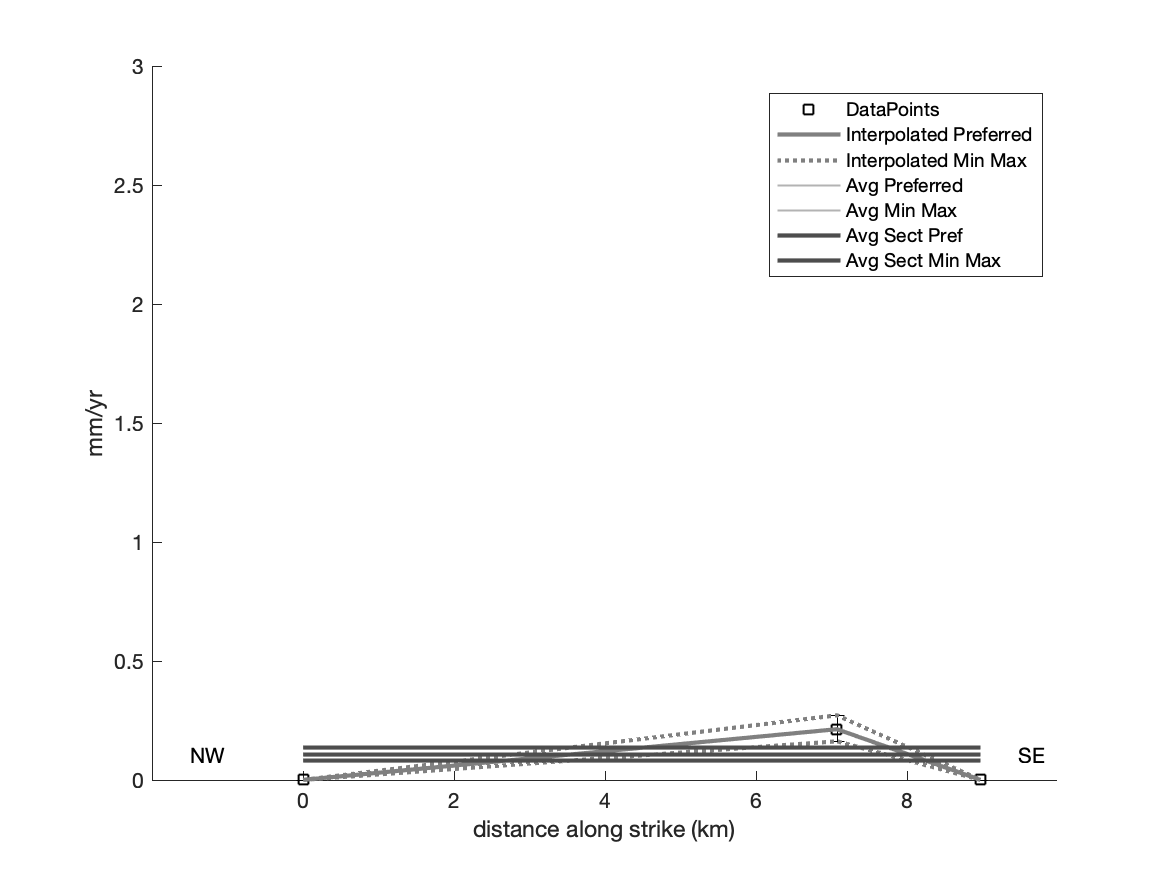 3
DataPoints
Interpolated Preferred
Interpolated Min Max
2.5
Avg Preferred
Avg Min Max
Avg Sect Pref
Avg Sect Min Max
2
mm/yr
1.5
1
0.5
NW
SE
0
0 2 4 6 8
distance along strike (km)